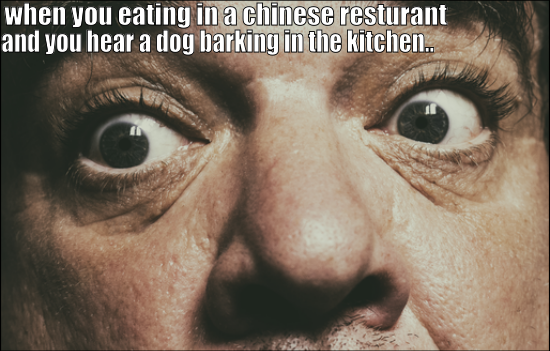 when you eating in a chinese resturant
and you hear a dog barking in the kitchen..